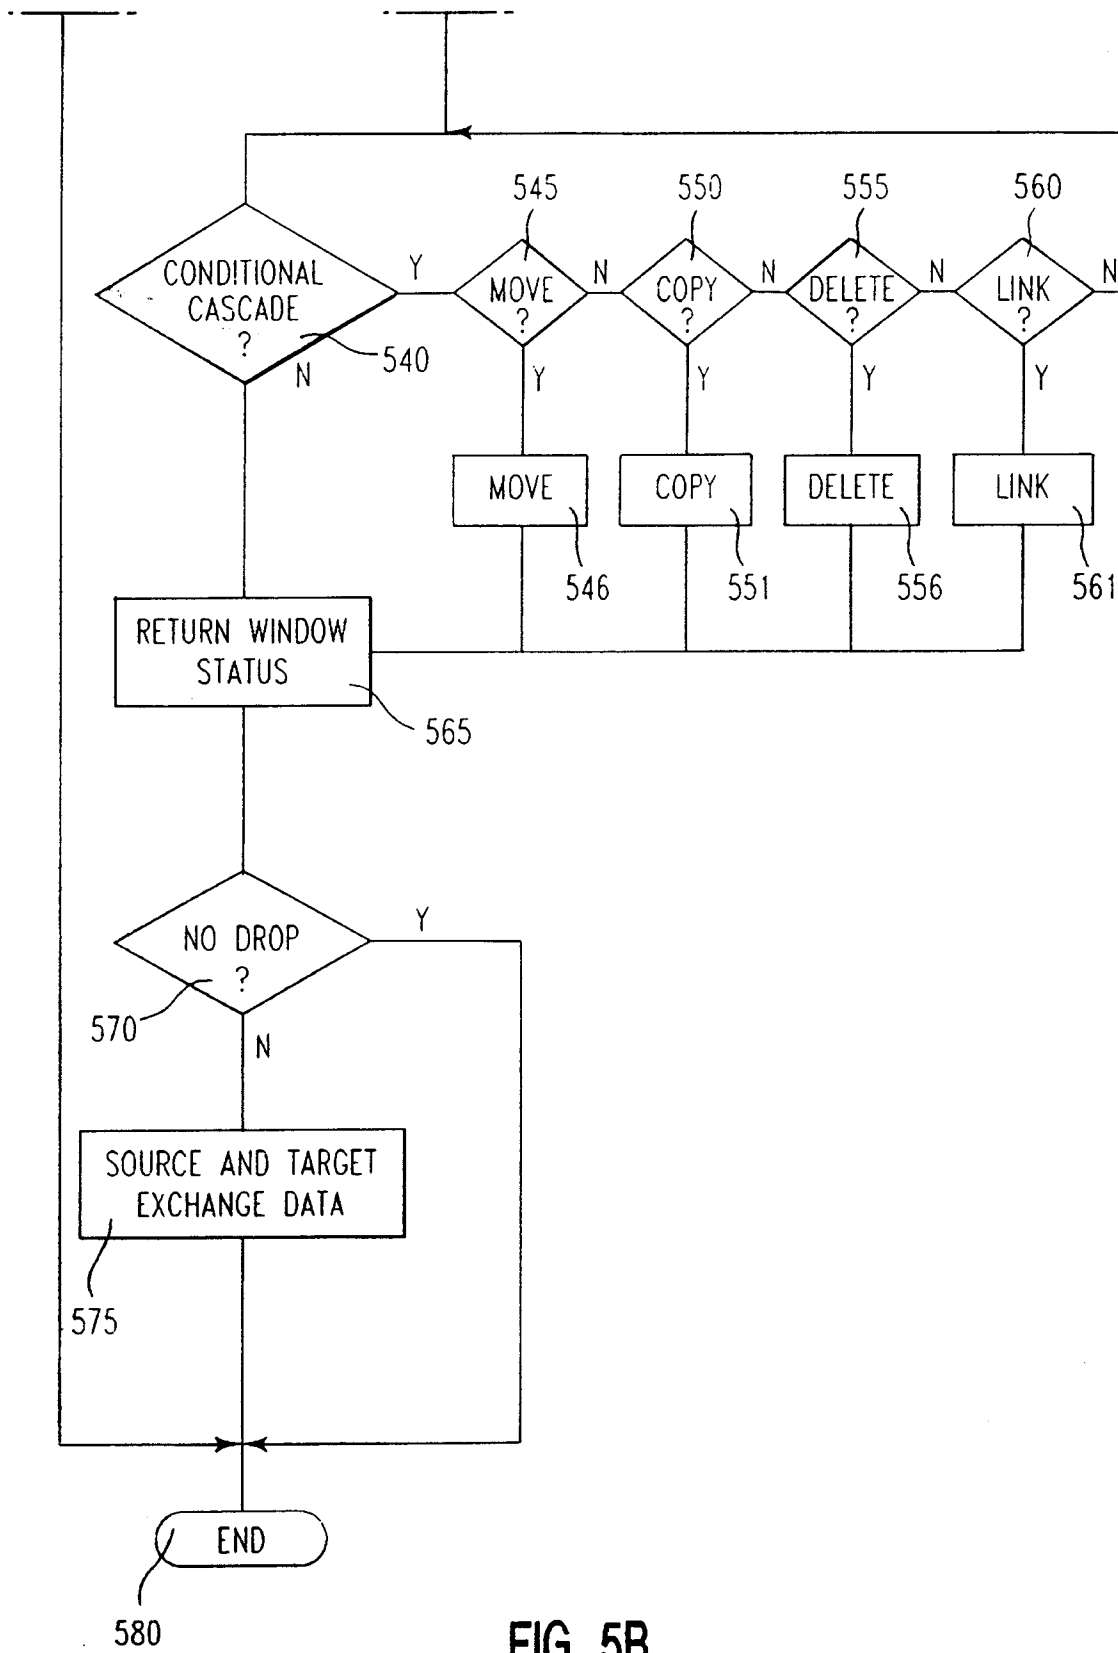 545
550
555
560
CONDITIONAL
CASCADE
?
540
Y
N
MOVE
?
N
Y
COPY
?
N
Y
DELETE
?
N
Y
LINK
?
N
Y
MOVE
546
COPY
551
DELETE
556
LINK
561
RETURN WINDOW
STATUS
565
NO DROP
?
570
Y
N
SOURCE AND TARGET
EXCHANGE DATA
575
END
580
FIG. 5B